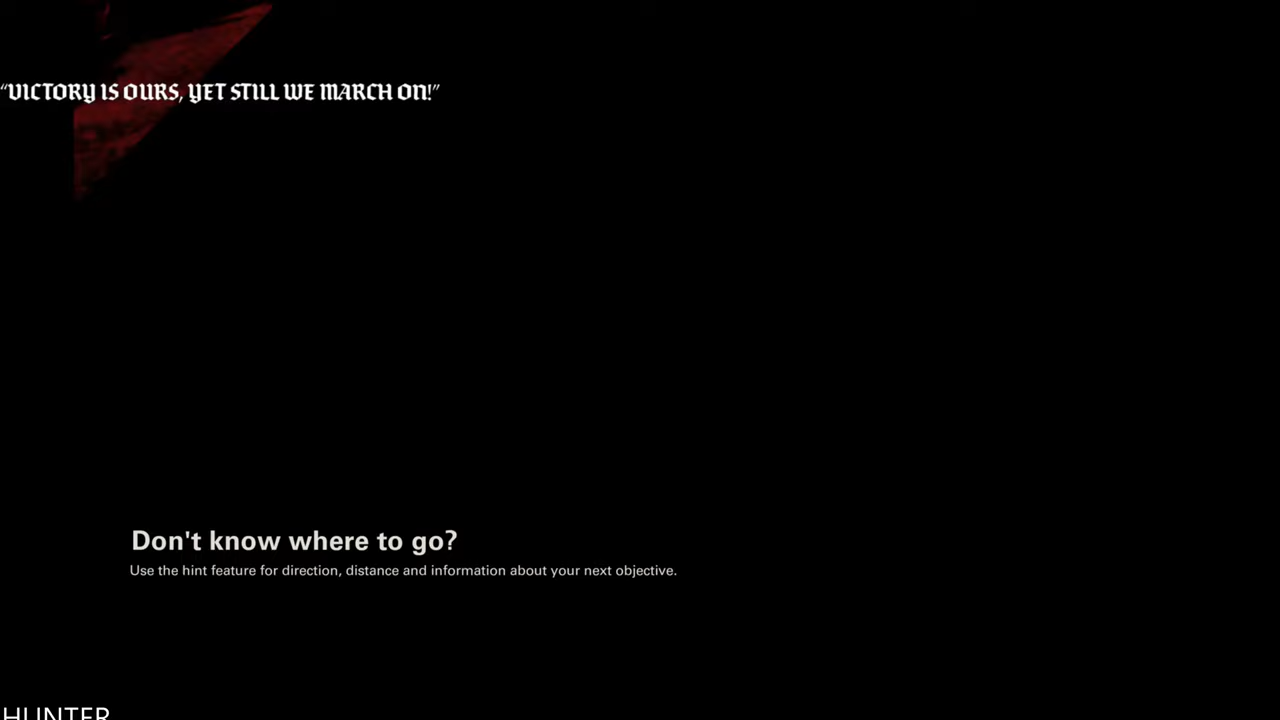 “VICTORY IS OURS, YET STILL WE MARCH ON!”
Don't know where to go?
Use the hint feature for direction, distance and information about your next objective.
HUNTER